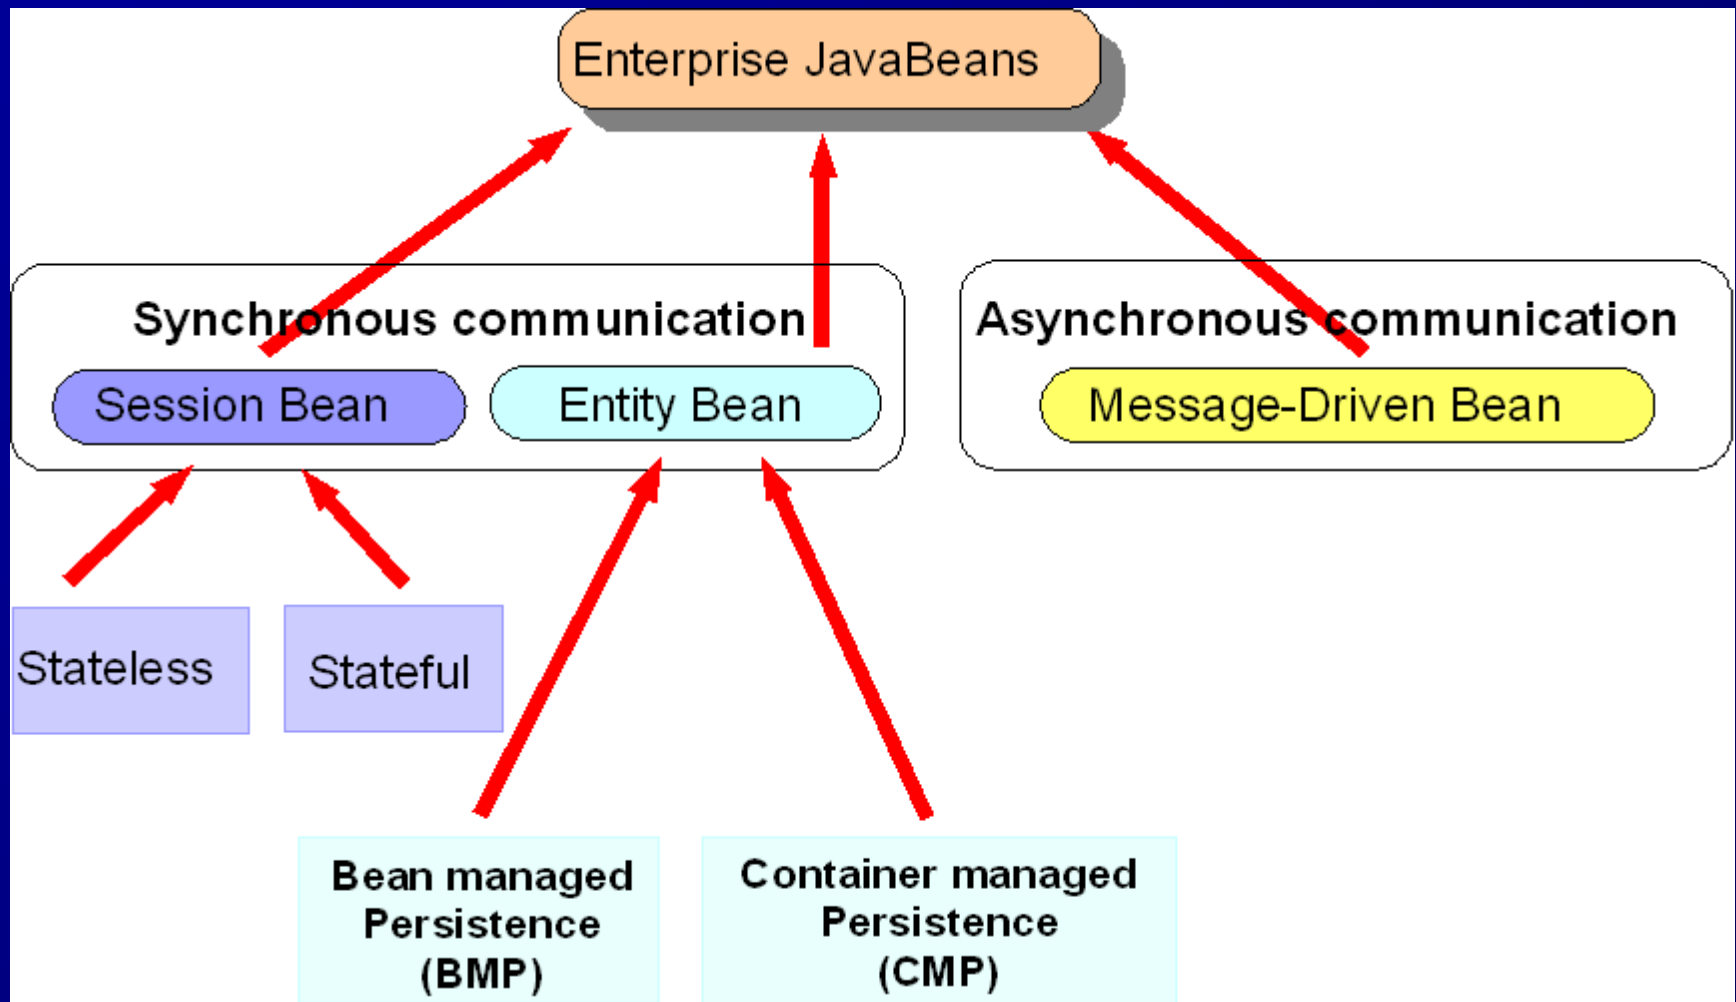 Enterprise JavaBeans
Synchronous communication
Asynchronous communication
Session Bean
Entity Bean
Message-Driven Bean
Stateless
Stateful
Bean managed
Persistence
(BMP)
Container managed
Persistence
(CMP)